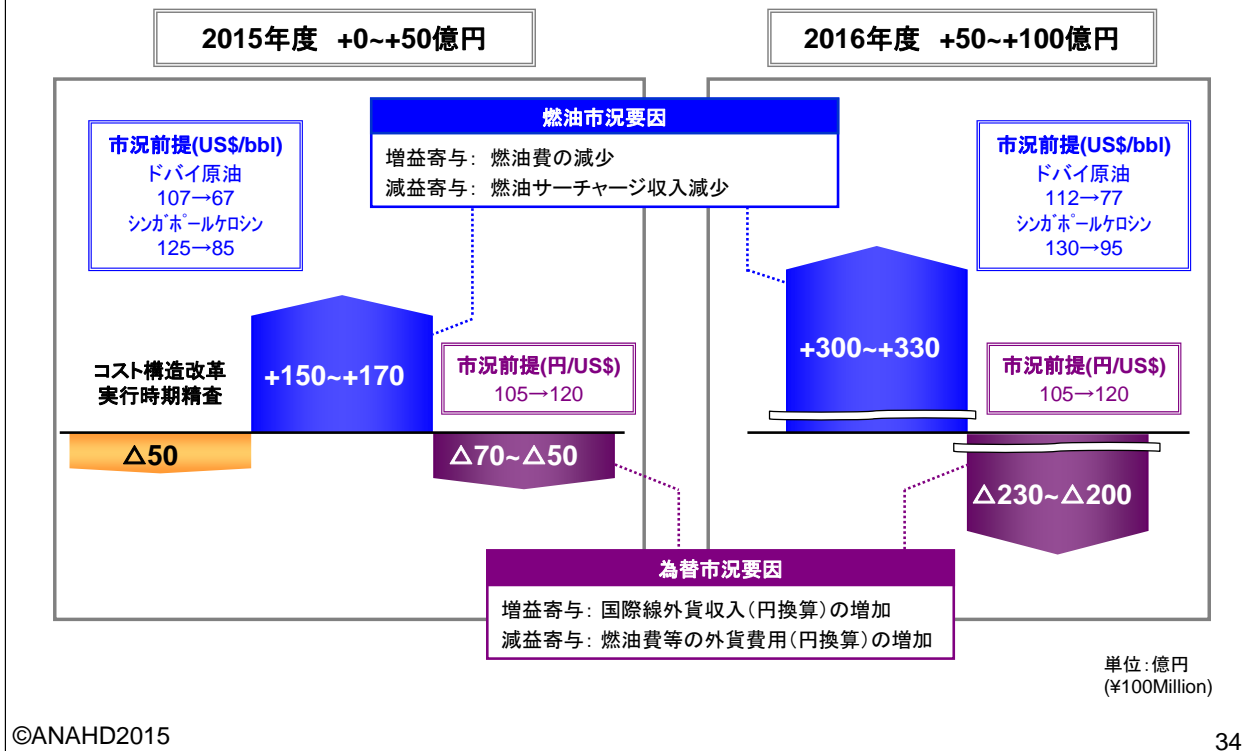 2015年度 +0~+50億円
2016年度 +50~+100億円
燃油市況要因
増益寄与: 燃油費の減少
減益寄与: 燃油サーチャージ収入減少
市況前提(US$/bbl)
ドバイ原油
107→67
シンガポールケロシン
125→85
市況前提(US$/bbl)
ドバイ原油
112→77
シンガポールケロシン
130→95
コスト構造改革
実行時期精査
+150~+170
市況前提(円/US$)
105→120
+300~+330
市況前提(円/US$)
105→120
△50
△70~△50
△230~△200
為替市況要因
増益寄与: 国際線外貨収入(円換算)の増加
減益寄与: 燃油費等の外貨費用(円換算)の増加
単位:億円
(¥100Million)
©ANAHD2015
34